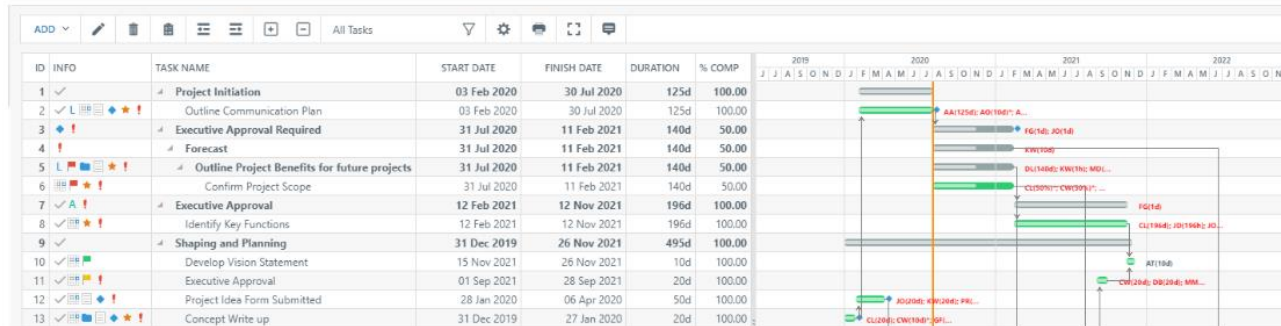 ADD All Tasks
2019 2020 2021 2022
ID INFO TASK NAME START DATE FINISH DATE DURATION % COMP J J A S O N D J F M A M J J A S O N D J F M A M J J A S O N D J F M A M J J A S O N
1 Project Initiation 03 Feb 2020 30 Jul 2020 125d 100.00
2 L Outline Communication Plan 03 Feb 2020 30 Jul 2020 125d 100.00 AA(125d); AO(10d)*; A...
3 Executive Approval Required 31 Jul 2020 11 Feb 2021 140d 50.00 FG(1d); JO(1d)
4 Forecast 31 Jul 2020 11 Feb 2021 140d 50.00 KW(10d)
5 L Outline Project Benefits for future projects 31 Jul 2020 11 Feb 2021 140d 50.00 DL(140d); KW(1h); MO(...
6 Confirm Project Scope 31 Jul 2020 11 Feb 2021 140d 50.00 CL(50%)*; CW(50%)*; ...
7 A Executive Approval 12 Feb 2021 12 Nov 2021 196d 100.00 FG(1d)
8 Identify Key Functions 12 Feb 2021 12 Nov 2021 196d 100.00 CL(196d); JD(196h); JO...
9 Shaping and Planning 31 Dec 2019 26 Nov 2021 495d 100.00
10 Develop Vision Statement 15 Nov 2021 26 Nov 2021 10d 100.00 AT(10d)
11 Executive Approval 01 Sep 2021 28 Sep 2021 20d 100.00 CW(20d); DB(20d); MM...
12 Project Idea Form Submitted 28 Jan 2020 06 Apr 2020 50d 100.00 JO(20d); KW(20d); PR(...
13 Concept Write up 31 Dec 2019 27 Jan 2020 20d 100.00 CL(20d); CW(10d)*; GF(...